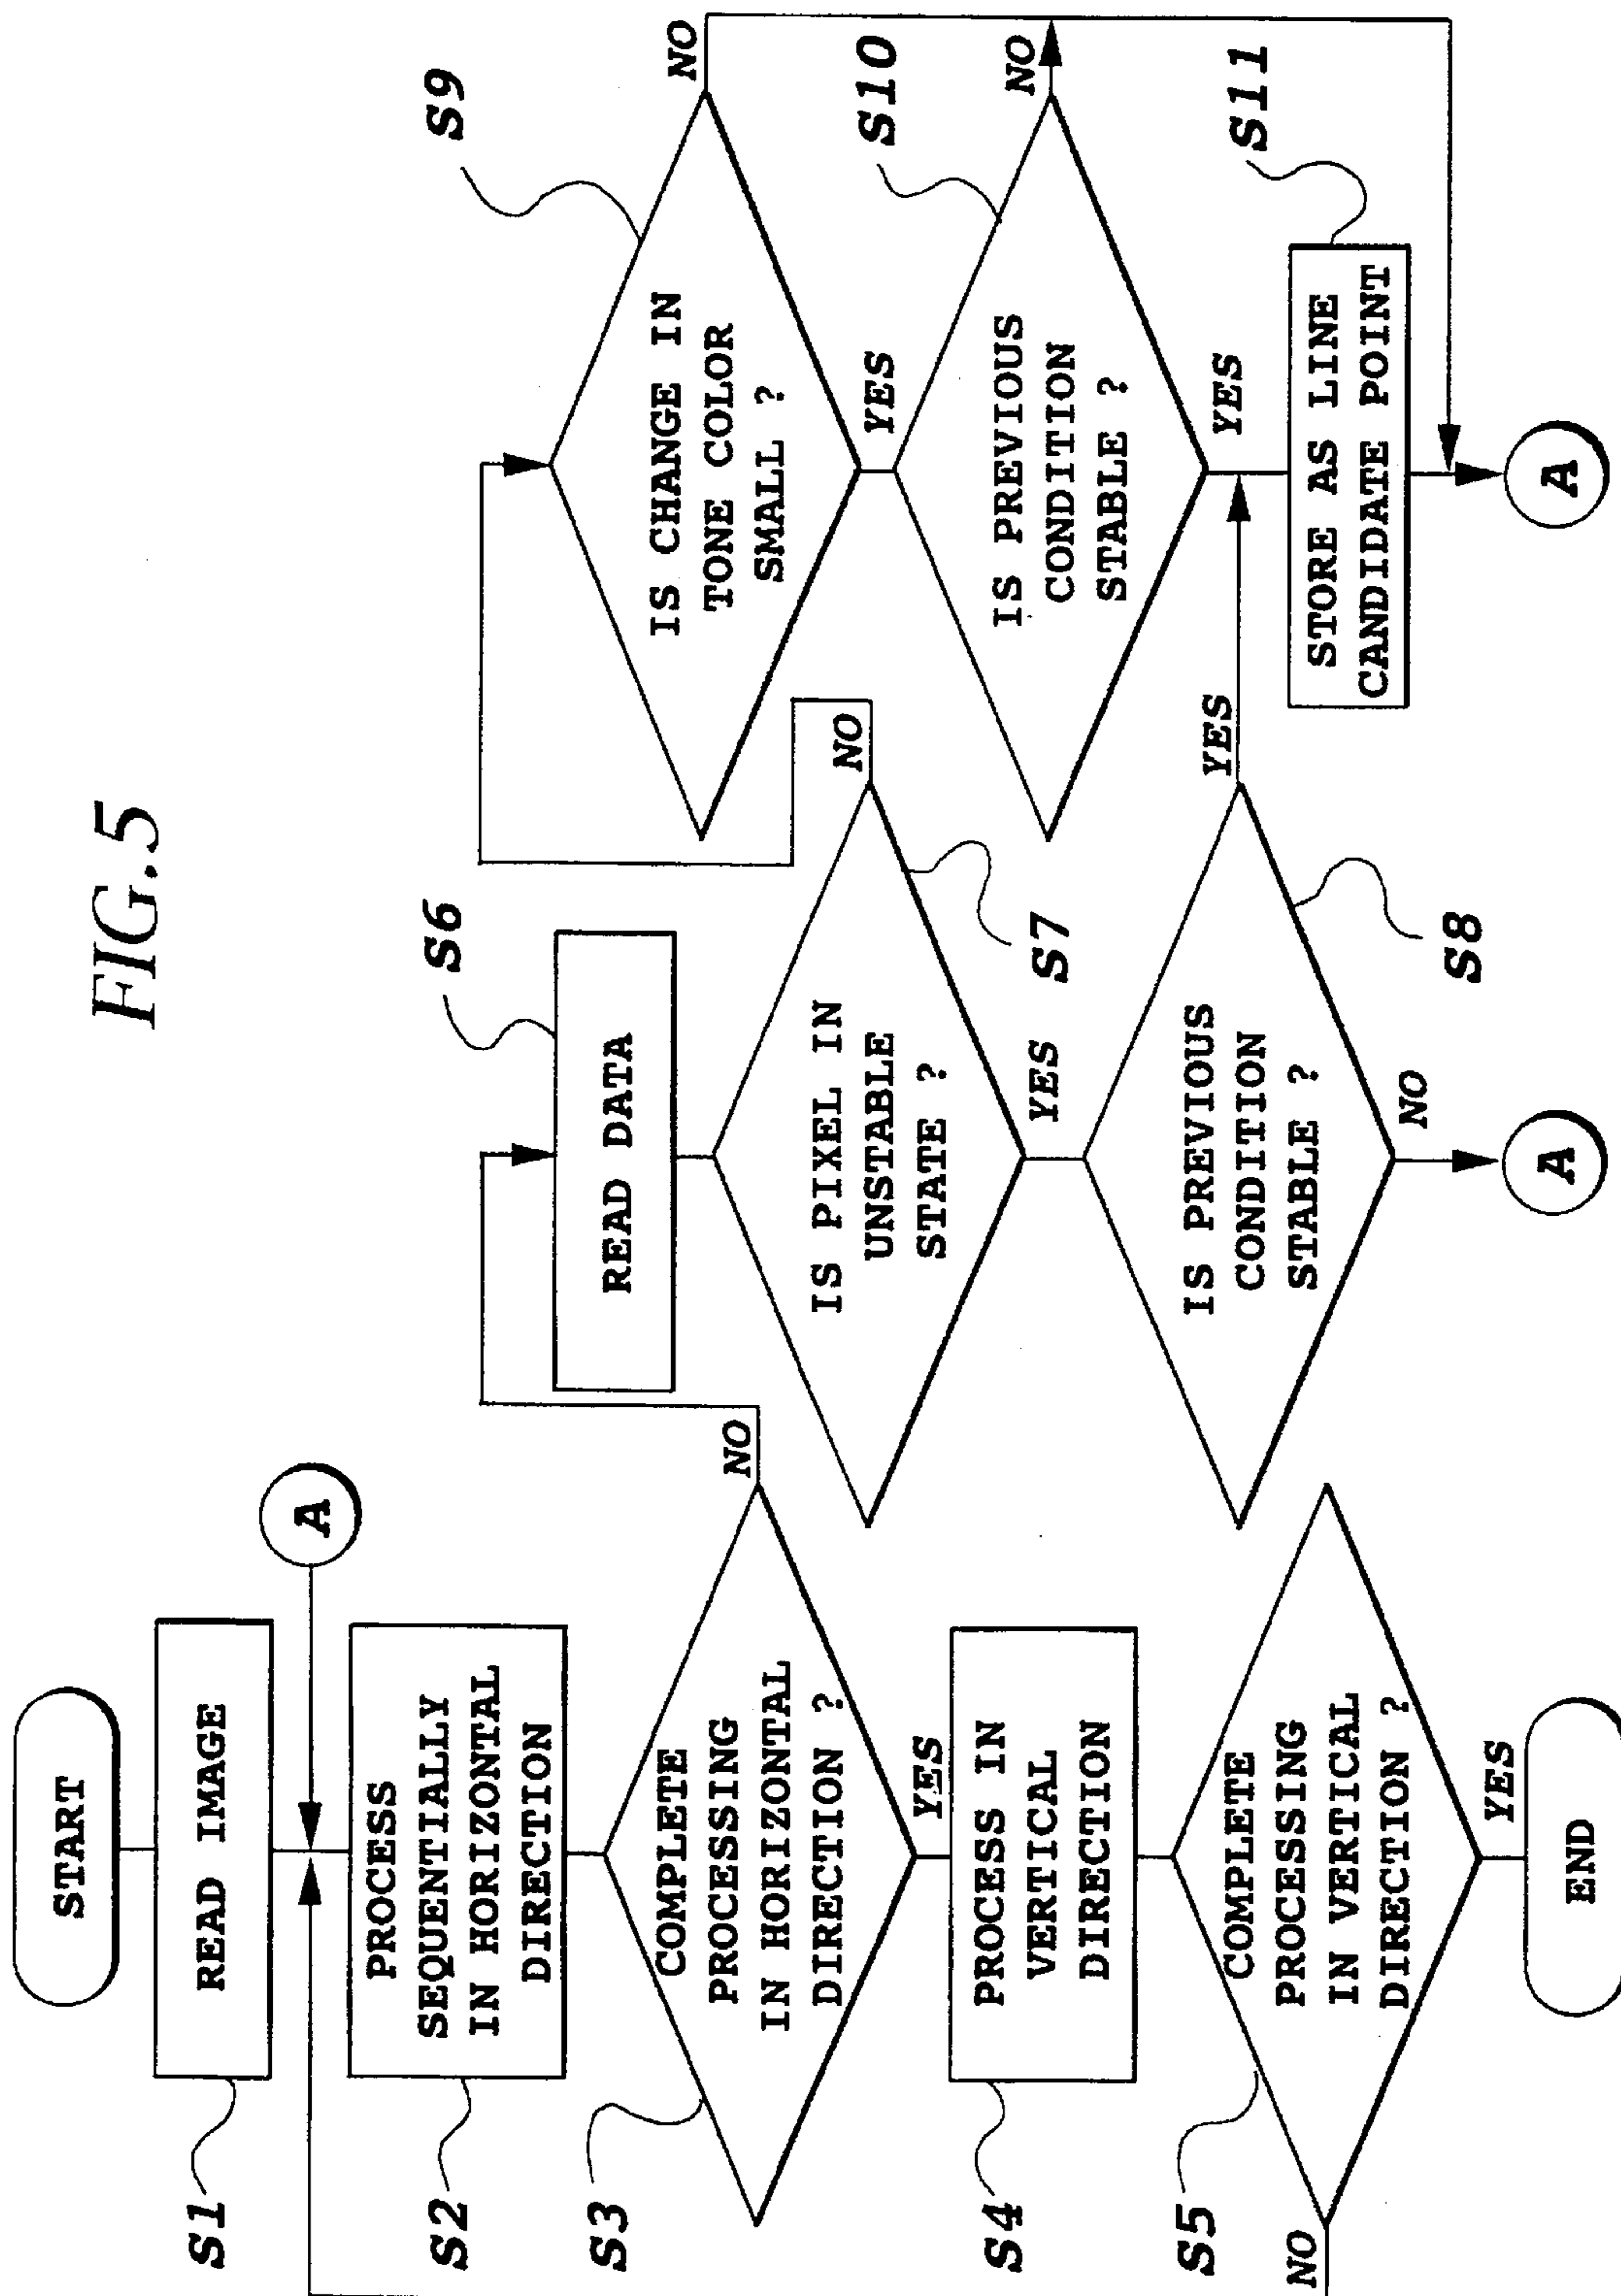 FIG.5
START
READ IMAGE
S1
A
PROCESS
SEQUENTIALLY
IN HORIZONTAL
DIRECTION
S2
COMPLETE
PROCESSING
IN HORIZONTAL
DIRECTION ?
S3
NO
YES
PROCESS IN
VERTICAL
DIRECTION
S4
COMPLETE
PROCESSING
IN VERTICAL
DIRECTION ?
S5
NO
YES
END
READ DATA
S6
IS PIXEL IN
UNSTABLE
STATE ?
S7
NO
YES
IS PREVIOUS
CONDITION
STABLE ?
S8
YES
NO
A
IS CHANGE IN
TONE COLOR
SMALL ?
S9
NO
YES
IS PREVIOUS
CONDITION
STABLE ?
S10
NO
YES
STORE AS LINE
CANDIDATE POINT
S11
A